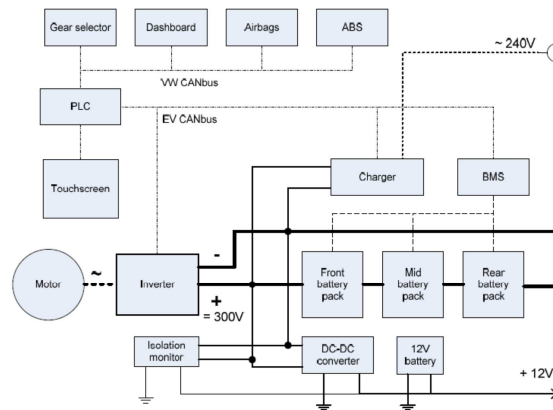 Gear selector
Dashboard
Airbags
ABS
~ 240V
VW CANbus
PLC
EV CANbus
Touchscreen
Charger
BMS
-
Motor
~
Inverter
Front
battery
pack
Mid
battery
pack
Rear
battery
pack
+
= 300V
Isolation
monitor
DC-DC
converter
12V
battery
+ 12V